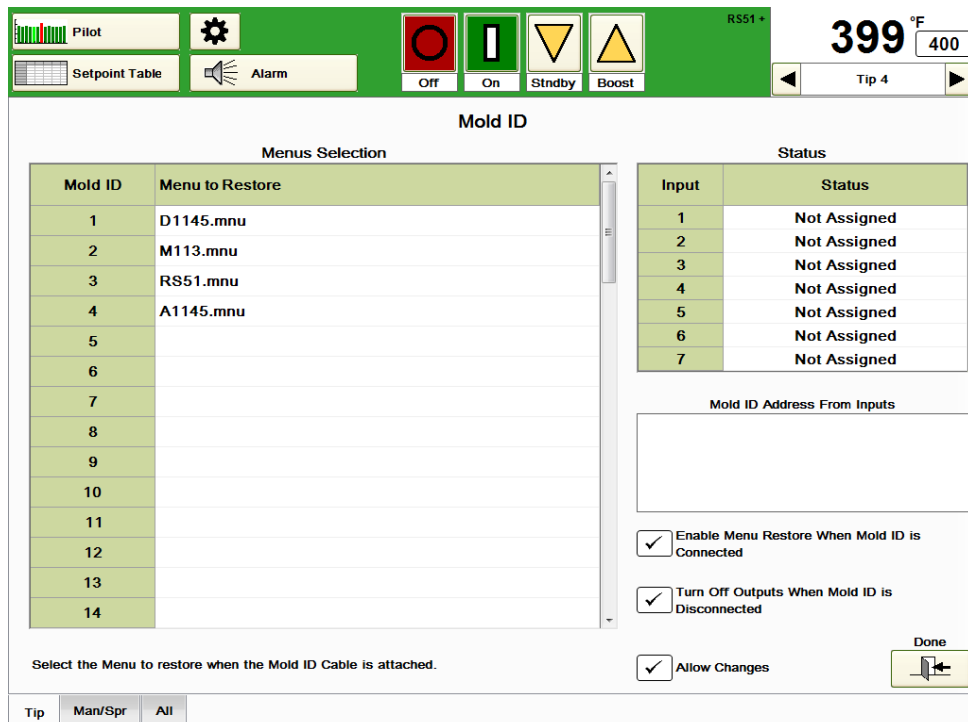 Pilot
Setpoint Table
Alarm
Off
On
Stndby
Boost
RS51 +
399 °F
400
Tip 4
Mold ID
Menus Selection
Mold ID Menu to Restore
1 D1145.mnu
2 M113.mnu
3 RS51.mnu
4 A1145.mnu
5
6
7
8
9
10
11
12
13
14
Select the Menu to restore when the Mold ID Cable is attached.
Status
Input Status
1 Not Assigned
2 Not Assigned
3 Not Assigned
4 Not Assigned
5 Not Assigned
6 Not Assigned
7 Not Assigned
Mold ID Address From Inputs
Enable Menu Restore When Mold ID is
Connected
Turn Off Outputs When Mold ID is
Disconnected
Allow Changes
Done
Tip
Man/Spr
All